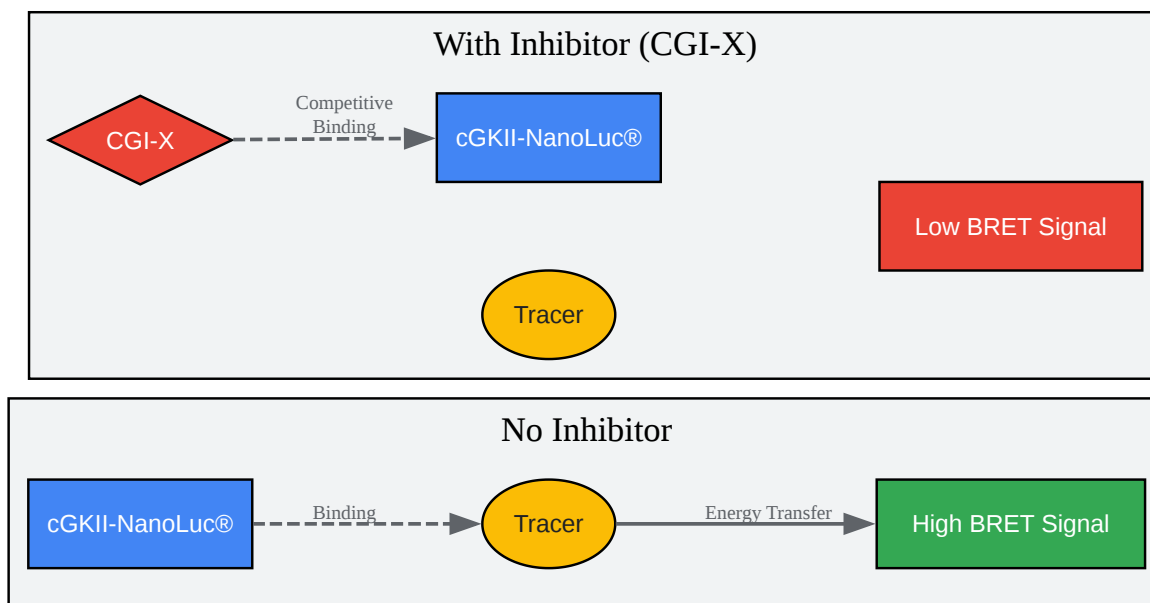 With Inhibitor (CGI-X)
CGI-X
Competitive
Binding
cGKII-NanoLuc®
Low BRET Signal
Tracer
No Inhibitor
cGKII-NanoLuc®
Binding
Tracer
Energy Transfer
High BRET Signal